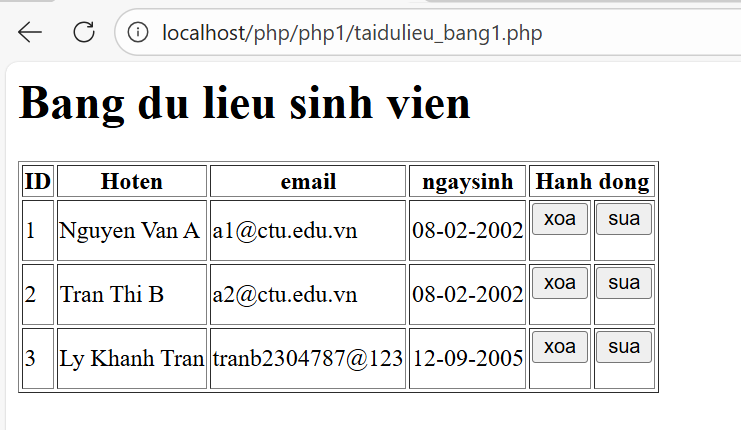 localhost/php/php1/taidulieu_bang1.php
Bang du lieu sinh vien
ID Hoten email ngaysinh Hanh dong
1 Nguyen Van A a1@ctu.edu.vn 08-02-2002 xoa sua
2 Tran Thi B a2@ctu.edu.vn 08-02-2002 xoa sua
3 Ly Khanh Tran tranb2304787@123 12-09-2005 xoa sua